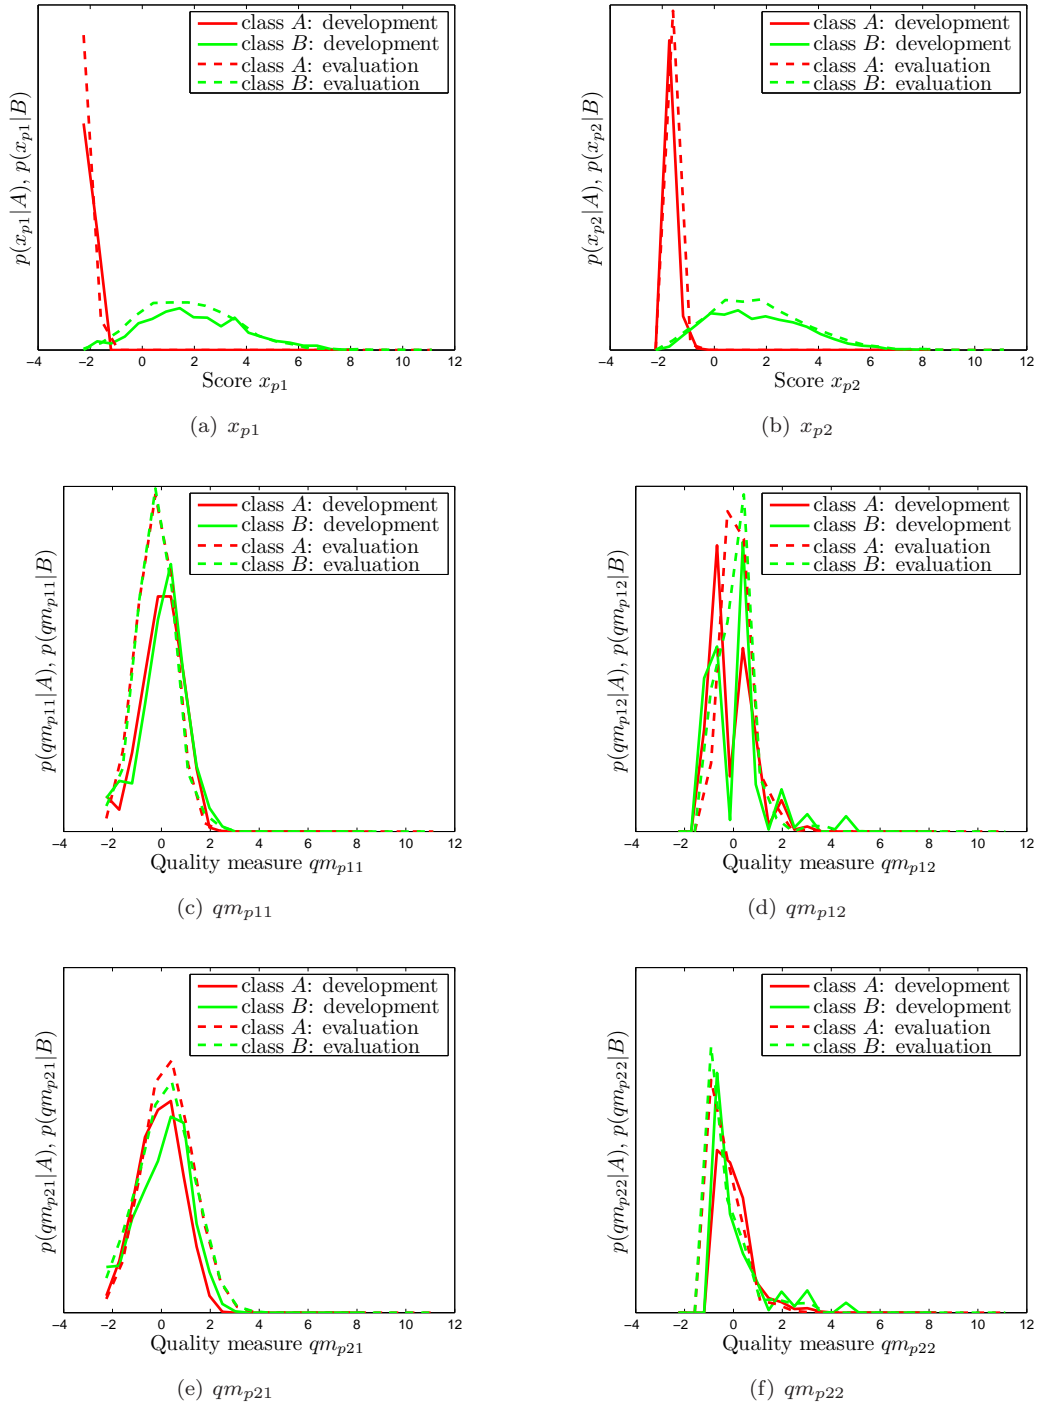 class A: development
class B: development
class A: evaluation
class B: evaluation
p(x_{p1}|A), p(x_{p1}|B)
−4 −2 0 2 4 6 8 10 12
Score x_{p1}
(a) x_{p1}
class A: development
class B: development
class A: evaluation
class B: evaluation
p(x_{p2}|A), p(x_{p2}|B)
−4 −2 0 2 4 6 8 10 12
Score x_{p2}
(b) x_{p2}
class A: development
class B: development
class A: evaluation
class B: evaluation
p(qm_{p11}|A), p(qm_{p11}|B)
−4 −2 0 2 4 6 8 10 12
Quality measure qm_{p11}
(c) qm_{p11}
class A: development
class B: development
class A: evaluation
class B: evaluation
p(qm_{p12}|A), p(qm_{p12}|B)
−4 −2 0 2 4 6 8 10 12
Quality measure qm_{p12}
(d) qm_{p12}
class A: development
class B: development
class A: evaluation
class B: evaluation
p(qm_{p21}|A), p(qm_{p21}|B)
−4 −2 0 2 4 6 8 10 12
Quality measure qm_{p21}
(e) qm_{p21}
class A: development
class B: development
class A: evaluation
class B: evaluation
p(qm_{p22}|A), p(qm_{p22}|B)
−4 −2 0 2 4 6 8 10 12
Quality measure qm_{p22}
(f) qm_{p22}